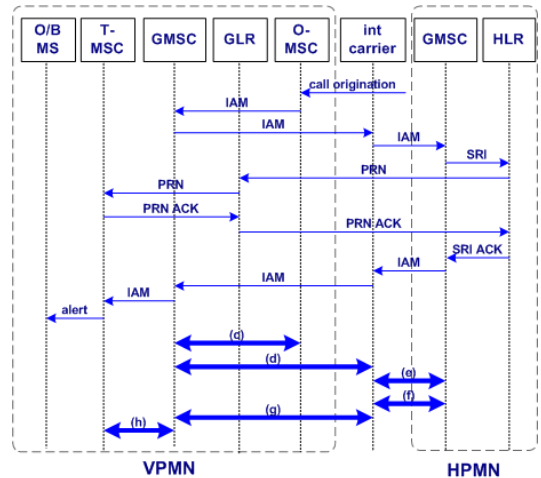 O/B
MS
T-
MSC
GMSC
GLR
O-
MSC
int
carrier
GMSC
HLR
call origination
IAM
IAM
IAM
SRI
PRN
PRN
PRN ACK
PRN ACK
SRI ACK
IAM
IAM
IAM
alert
(c)
(d)
(e)
(f)
(g)
(h)
VPMN
HPMN